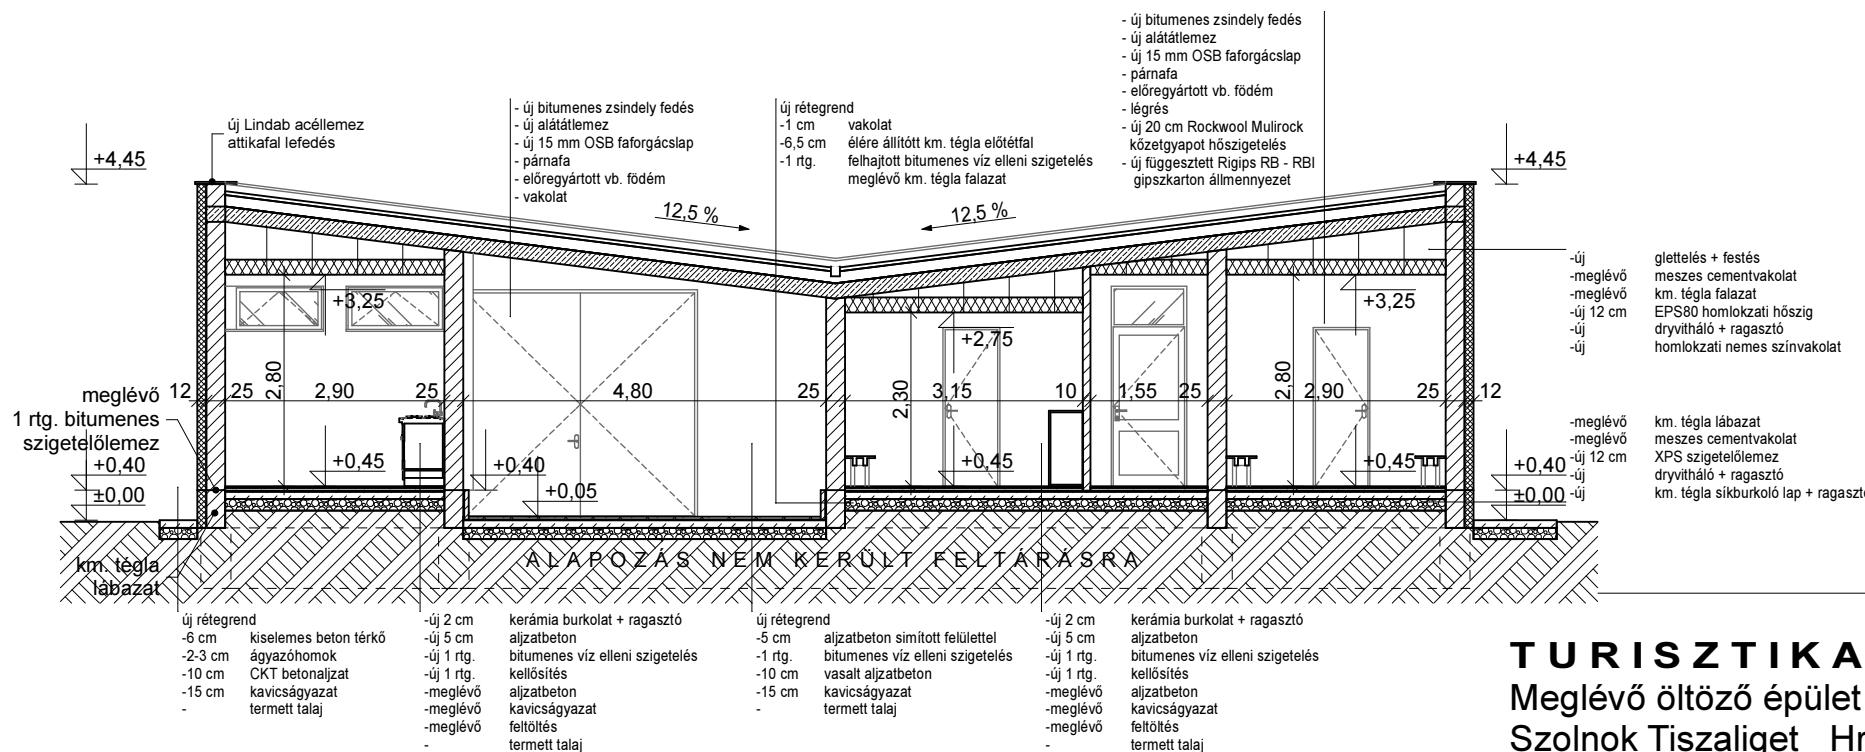 - új bitumenes zsindely fedés
- új alátátlemez
- új 15 mm OSB faforgácslap
- párnafa
- előregyártott vb. födém
- légrés
- új 20 cm Rockwool Mulirock
kőzetgyapot hőszigetelés
- új függesztett Rigips RB - RBI
gipszkarton állmennyezet
új Lindab acéllemez
attikafal lefedés
- új bitumenes zsindely fedés
- új alátátlemez
- új 15 mm OSB faforgácslap
- párnafa
- előregyártott vb. födém
- vakolat
új rétegrend
-1 cm vakolat
-6,5 cm élére állított km. tégla előtétfal
-1 rtg. felhajtott bitumenes víz elleni szigetelés
meglévő km. tégla falazat
+4,45
+4,45
12,5 %
12,5 %
+3,25
+2,75
+3,25
-új glettelés + festés
-meglévő meszes cementvakolat
-meglévő km. tégla falazat
-új 12 cm EPS80 homlokzati hőszig
-új dryvitháló + ragasztó
-új homlokzati nemes színvakolat
2,80
2,30
2,80
12 25 2,90 25 4,80 25 3,15 10 1,55 25 2,90 25 12
meglévő
1 rtg. bitumenes
szigetelőlemez
-meglévő km. tégla lábazat
-meglévő meszes cementvakolat
-új 12 cm XPS szigetelőlemez
-új dryvitháló + ragasztó
-új km. tégla síkburkoló lap + ragasztó
+0,40
±0,00
+0,45
+0,40
+0,05
+0,45
+0,45
+0,40
±0,00
km. tégla
lábazat
ALAPOZÁS NEM KERÜLT FELTÁRÁSRA
új rétegrend
-6 cm kiselemes beton térkő
-2-3 cm ágyazóhomok
-10 cm CKT betonaljzat
-15 cm kavicságyazat
- termett talaj
-új 2 cm kerámia burkolat + ragasztó
-új 5 cm aljzatbeton
-új 1 rtg. bitumenes víz elleni szigetelés
-új 1 rtg. kellősítés
-meglévő aljzatbeton
-meglévő kavicságyazat
-meglévő feltöltés
- termett talaj
új rétegrend
-5 cm aljzatbeton simított felülettel
-1 rtg. bitumenes víz elleni szigetelés
-10 cm vasalt aljzatbeton
-15 cm kavicságyazat
- termett talaj
-új 2 cm kerámia burkolat + ragasztó
-új 5 cm aljzatbeton
-új 1 rtg. bitumenes víz elleni szigetelés
-új 1 rtg. kellősítés
-meglévő aljzatbeton
-meglévő kavicságyazat
-meglévő feltöltés
- termett talaj
TURISZTIKA
Meglévő öltöző épület
Szolnok Tiszaliget